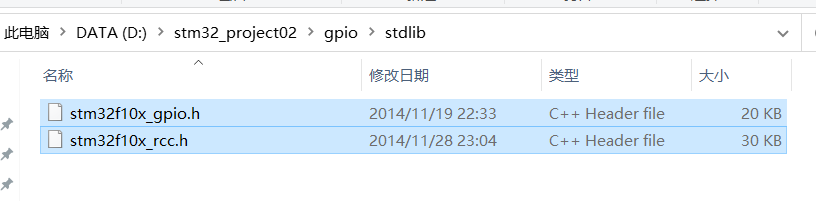 此电脑 > DATA (D:) > stm32_project02 > gpio > stdlib
名称 修改日期 类型 大小
stm32f10x_gpio.h 2014/11/19 22:33 C++ Header file 20 KB
stm32f10x_rcc.h 2014/11/28 23:04 C++ Header file 30 KB